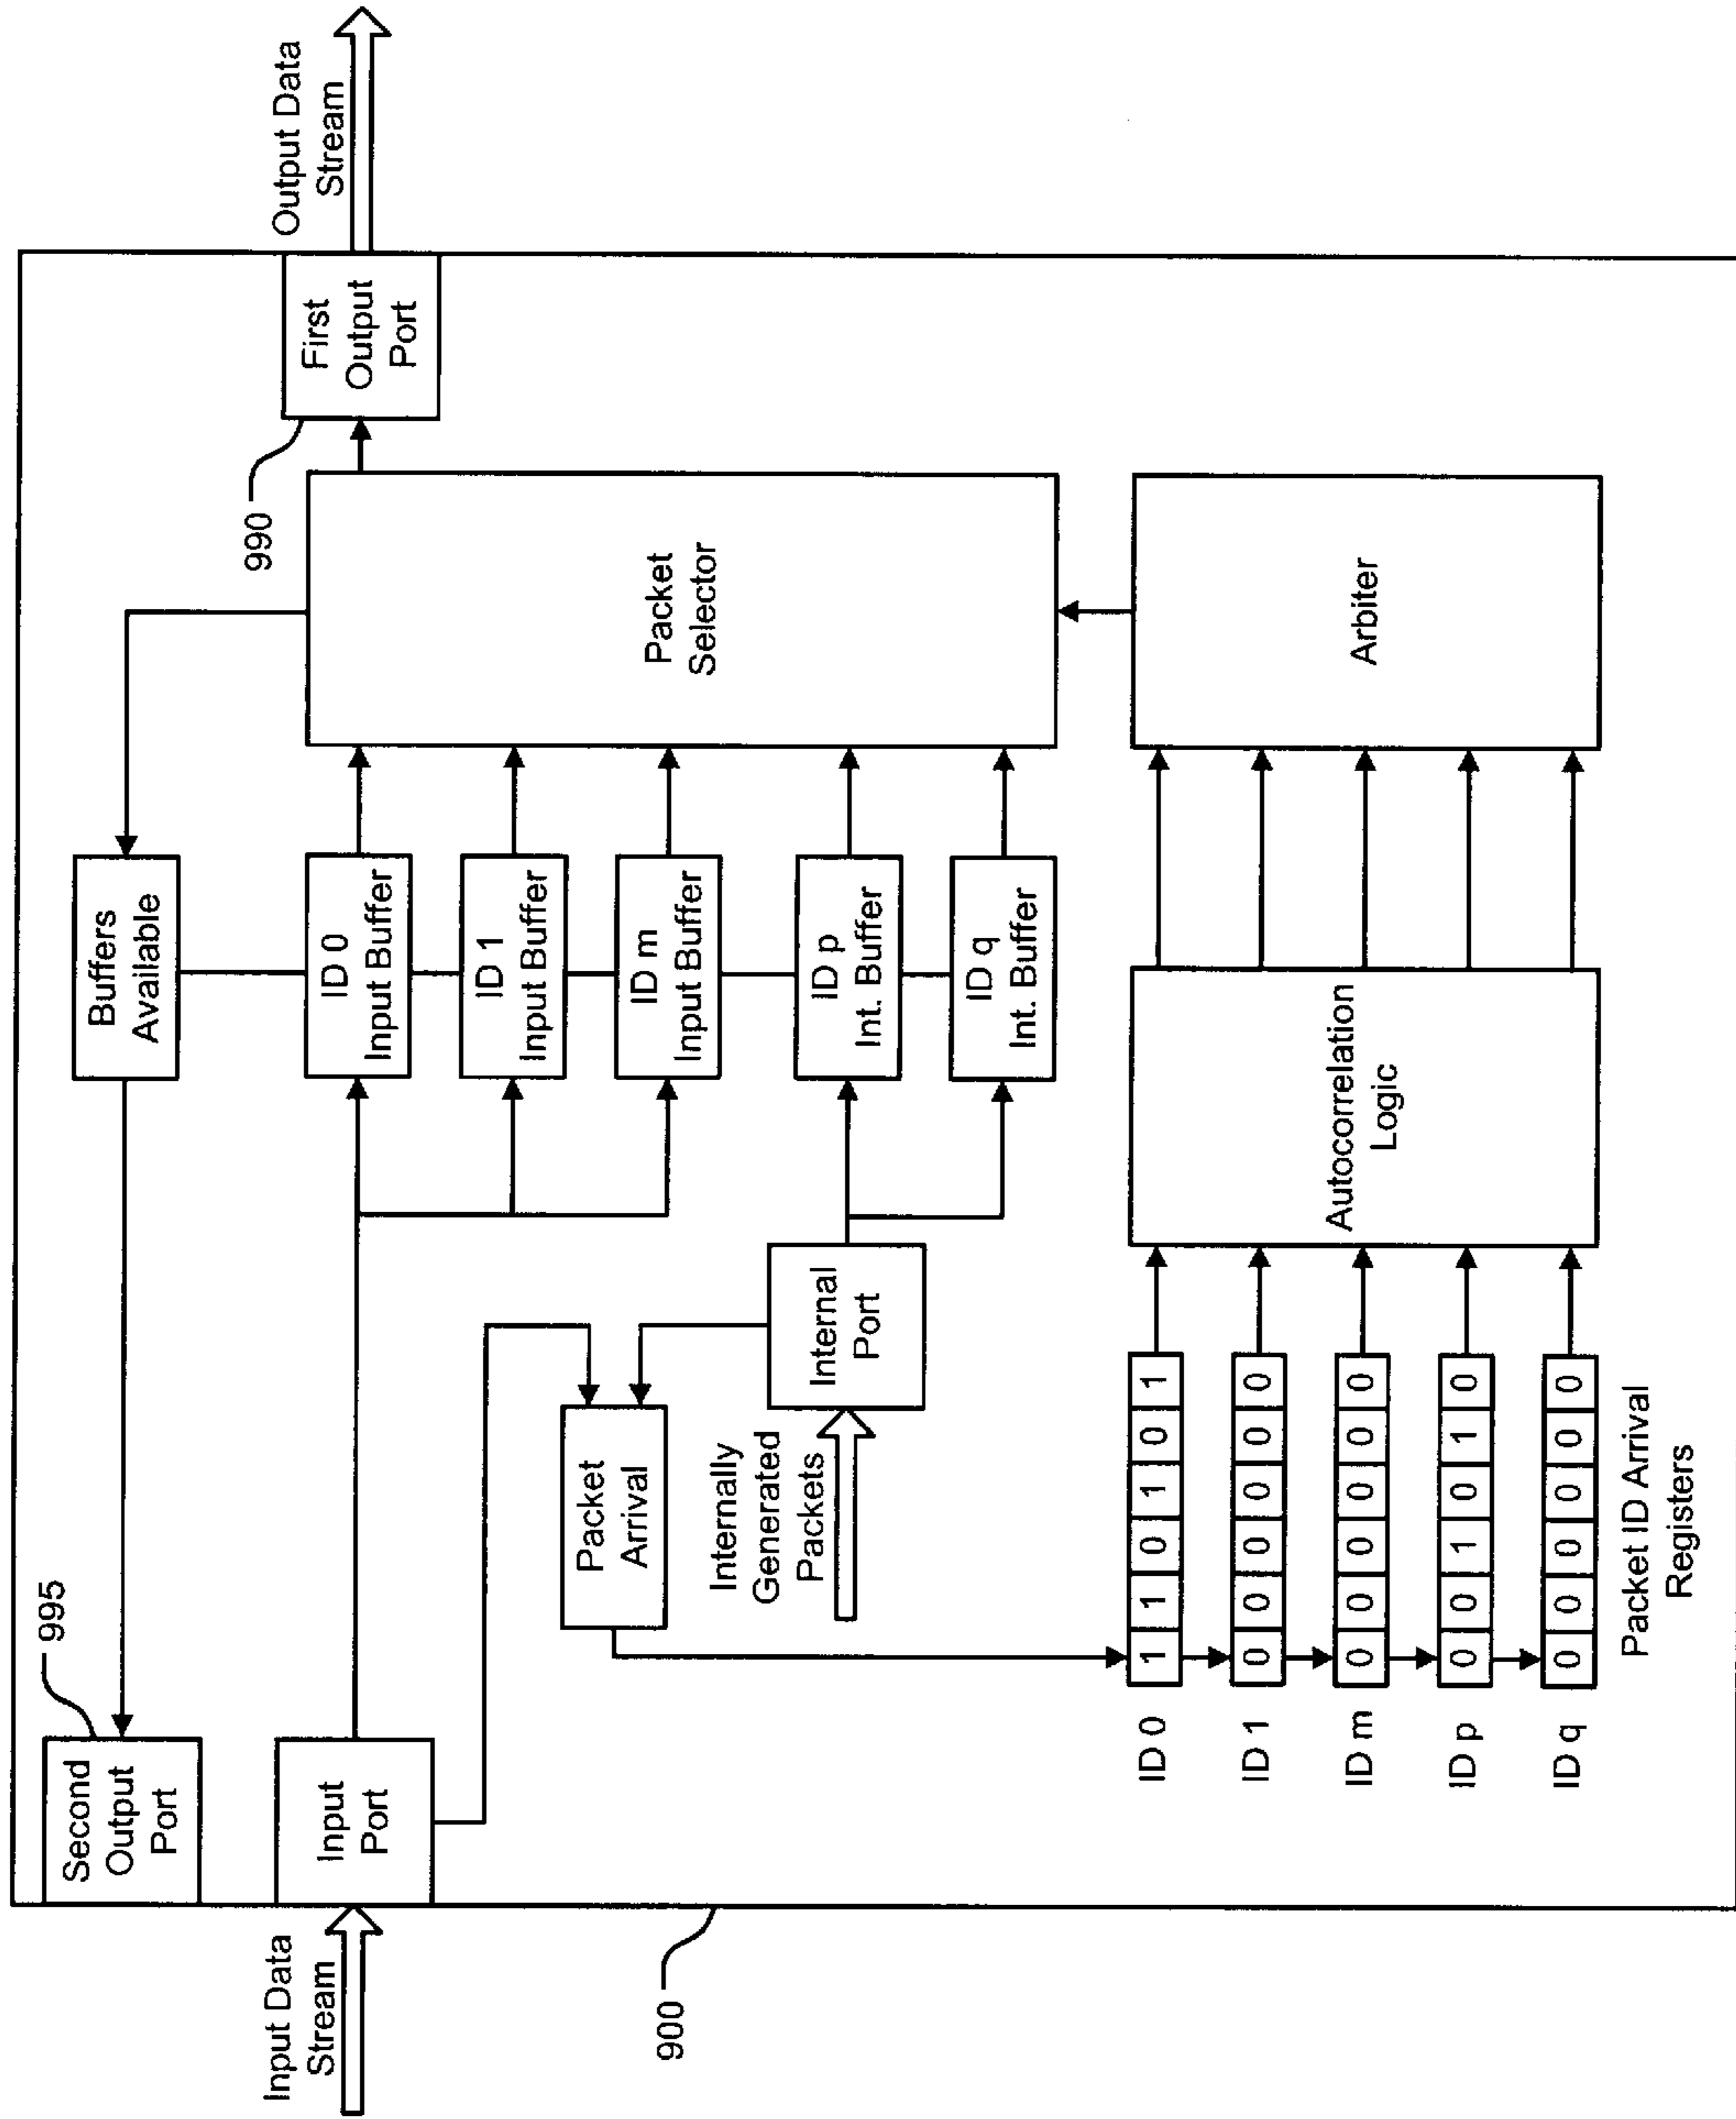 Input Data
Stream
900
Second
Output
Port
995
Input
Port
Buffers
Available
Output Data
Stream
First
Output
Port
990
Packet
Selector
ID 0
Input Buffer
ID 1
Input Buffer
ID m
Input Buffer
ID p
Int. Buffer
ID q
Int. Buffer
Packet
Arrival
Internal
Port
Internally
Generated
Packets
Autocorrelation
Logic
Arbiter
ID 0 1 1 0 1 0 1
ID 1 0 0 0 0 0 0
ID m 0 0 0 0 0 0
ID p 0 0 1 0 1 0
ID q 0 0 0 0 0 0
Packet ID Arrival
Registers